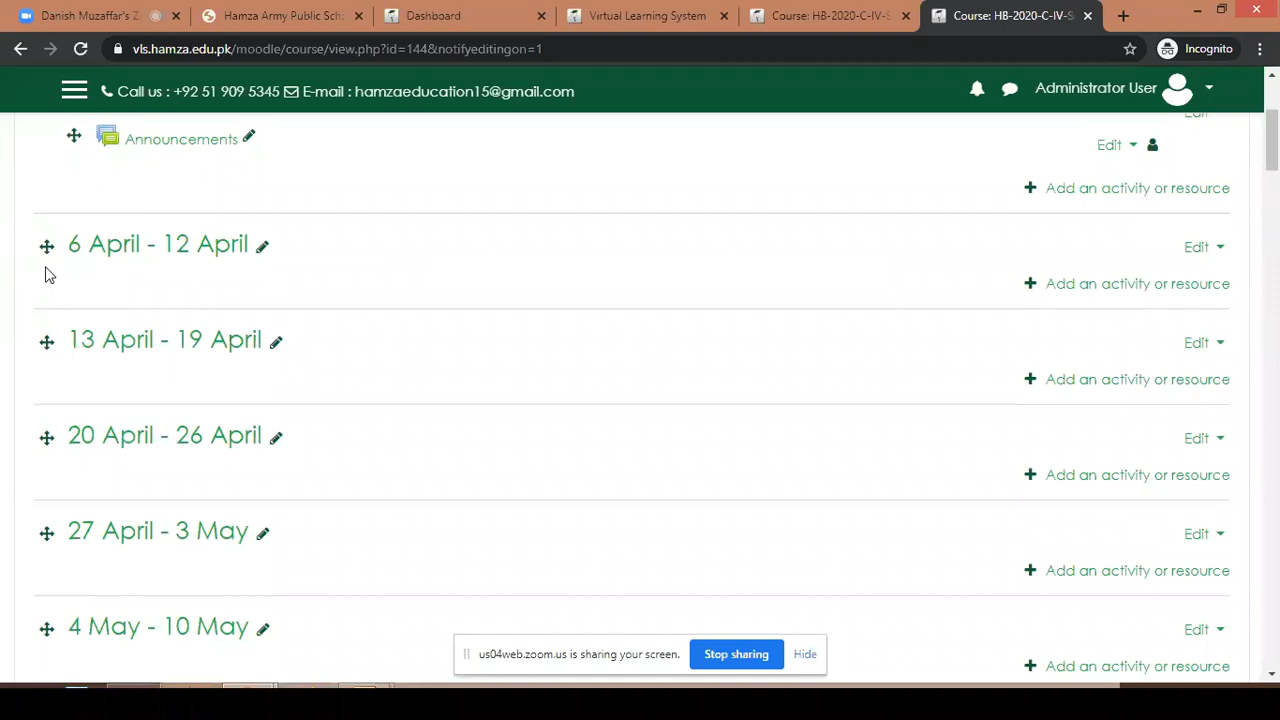 Danish Muzaffar's Z
Hamza Army Public Sch
Dashboard
Virtual Learning System
Course: HB-2020-C-IV-S
Course: HB-2020-C-IV-S
vls.hamza.edu.pk/moodle/course/view.php?id=144&notifyeditingon=1
Incognito
Call us : +92 51 909 5345 E-mail : hamzaeducation15@gmail.com
Administrator User
Announcements
Edit
Add an activity or resource
6 April - 12 April
Edit
Add an activity or resource
13 April - 19 April
Edit
Add an activity or resource
20 April - 26 April
Edit
Add an activity or resource
27 April - 3 May
Edit
Add an activity or resource
4 May - 10 May
Edit
Add an activity or resource
us04web.zoom.us is sharing your screen.
Stop sharing
Hide